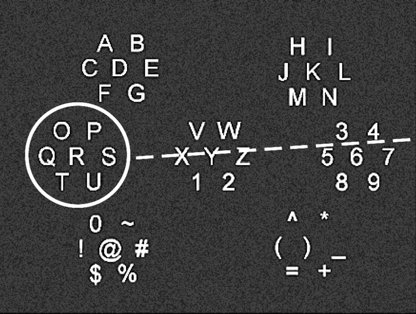 A B
C D E
F G
H I
J K L
M N
O P
Q R S
T U
V W
X Y Z
1 2
3 4
5 6 7
8 9
0 ~
! @ #
$ %
^ *
( ) _
= +